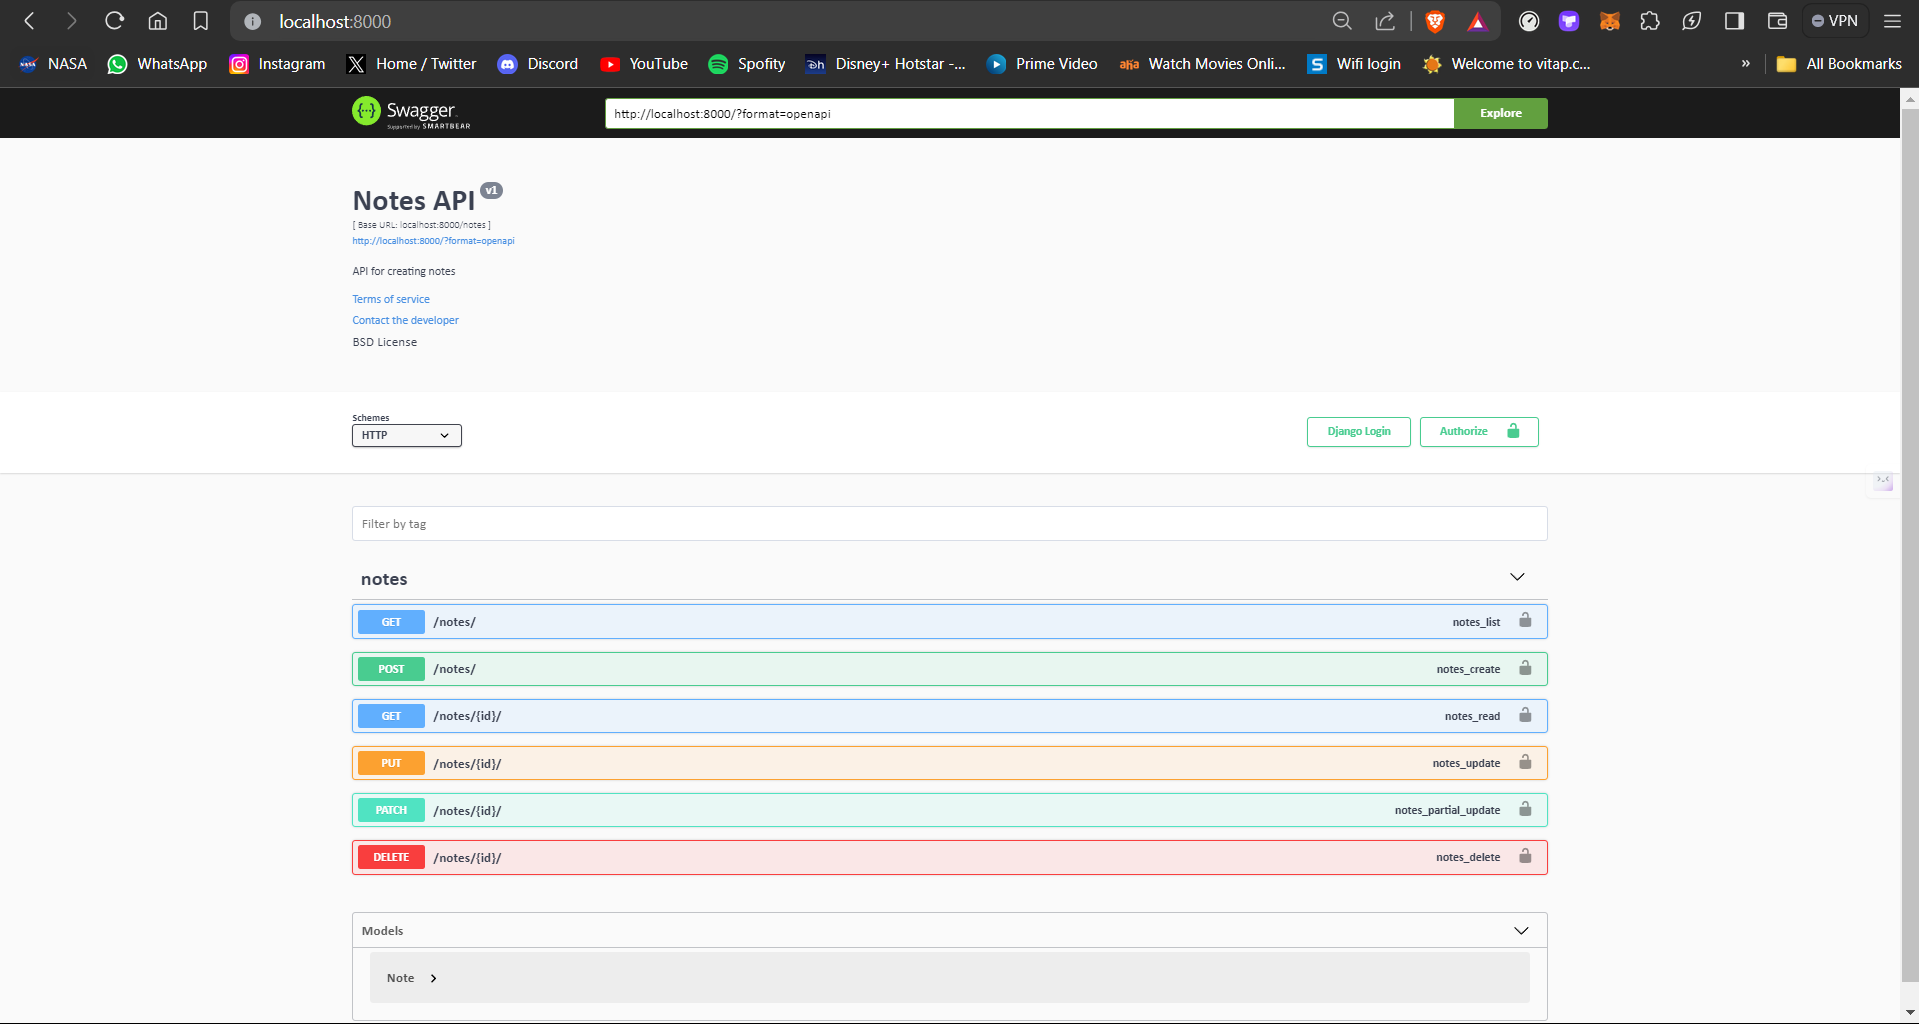 localhost:8000
VPN
NASA WhatsApp Instagram Home / Twitter Discord YouTube Spofity Disney+ Hotstar -... Prime Video Watch Movies Onli... Wifi login Welcome to vitap.c... » All Bookmarks
Swagger
Supported by SMARTBEAR
http://localhost:8000/?format=openapi
Explore
Notes API v1
[ Base URL: localhost:8000/notes ]
http://localhost:8000/?format=openapi
API for creating notes
Terms of service
Contact the developer
BSD License
Schemes
HTTP
Django Login
Authorize
Filter by tag
notes
GET /notes/ notes_list
POST /notes/ notes_create
GET /notes/{id}/ notes_read
PUT /notes/{id}/ notes_update
PATCH /notes/{id}/ notes_partial_update
DELETE /notes/{id}/ notes_delete
Models
Note